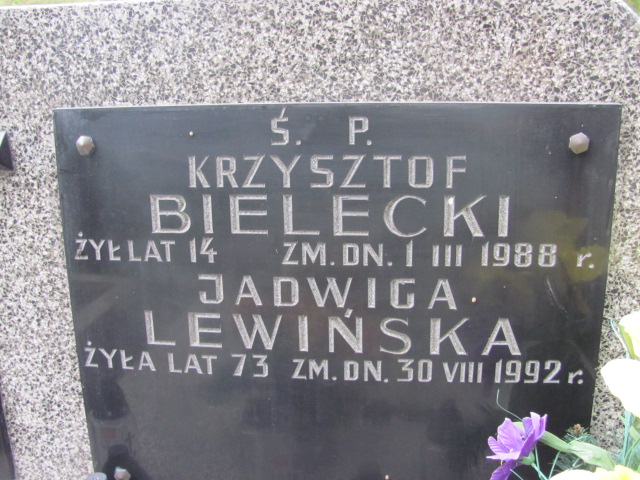 Ś. P.
KRZYSZTOF
BIELECKI
ŻYŁ LAT 14 ZM. DN. 1 III 1988 r.
JADWIGA
LEWIŃSKA
ŻYŁA LAT 73 ZM. DN. 30 VIII 1992 r.